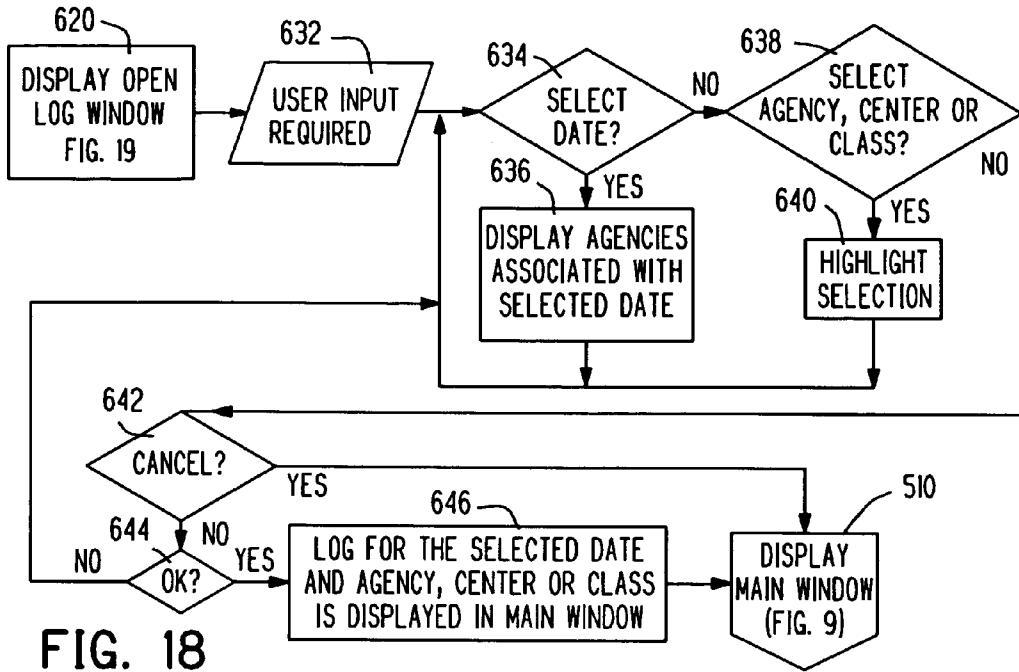 620
DISPLAY OPEN
LOG WINDOW
FIG. 19
632
USER INPUT
REQUIRED
634
SELECT
DATE?
NO
638
SELECT
AGENCY, CENTER OR
CLASS?
NO
YES
636
DISPLAY AGENCIES
ASSOCIATED WITH
SELECTED DATE
YES
640
HIGHLIGHT
SELECTION
642
CANCEL?
YES
NO
644
OK?
NO
YES
646
LOG FOR THE SELECTED DATE
AND AGENCY, CENTER OR CLASS
IS DISPLAYED IN MAIN WINDOW
510
DISPLAY
MAIN WINDOW
(FIG. 9)
FIG. 18